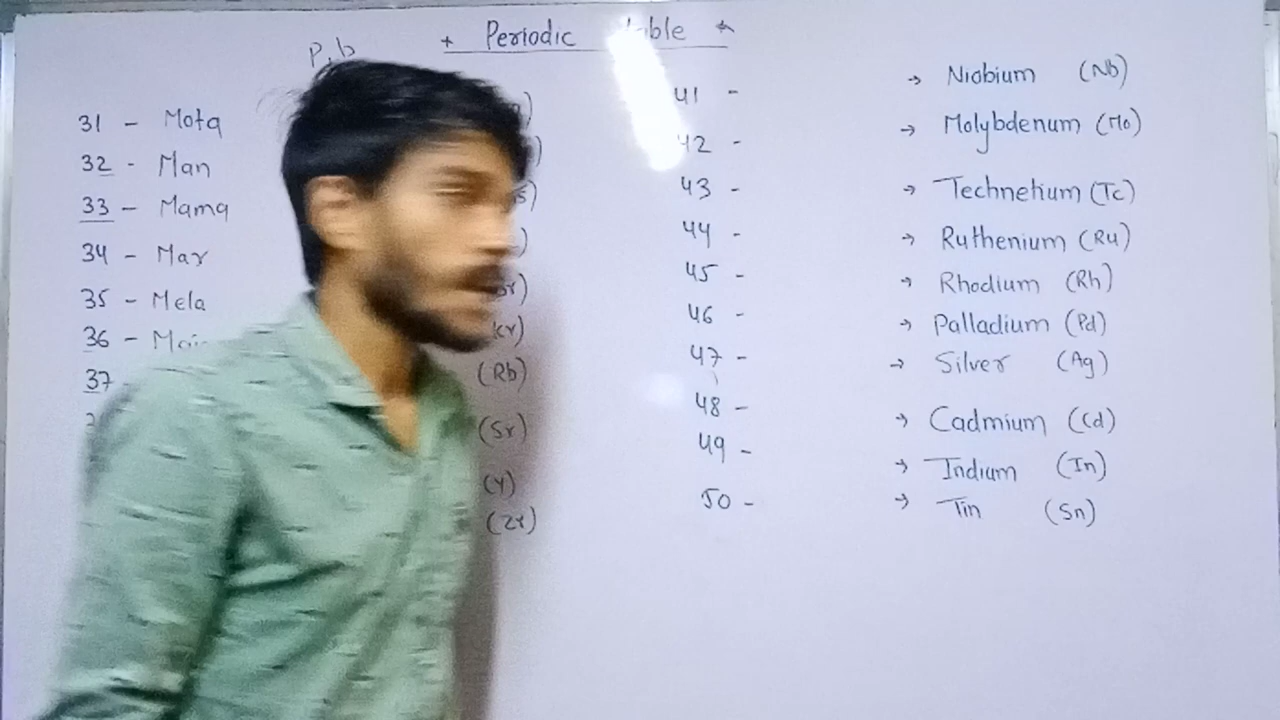 * Periodic Table *
P.b
31 - Mota
32 - Man
33 - Mama
34 - Mar
35 - Mela
36 -
37
(Kr)
(Rb)
(Sr)
(Y)
(Zr)
41 - → Niobium (Nb)
42 - → Molybdenum (Mo)
43 - → Technetium (Tc)
44 - → Ruthenium (Ru)
45 - → Rhodium (Rh)
46 - → Palladium (Pd)
47 - → Silver (Ag)
48 - → Cadmium (Cd)
49 - → Indium (In)
50 - → Tin (Sn)